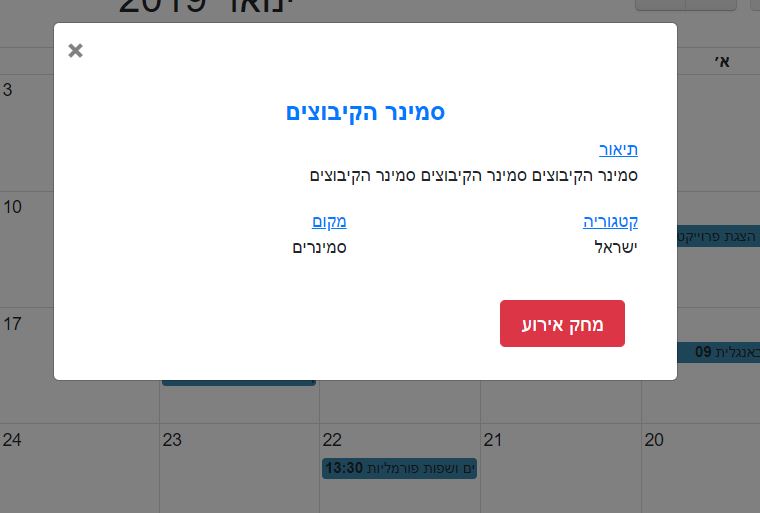 ינואר 2019
א׳
×
סמינר הקיבוצים
תיאור
סמינר הקיבוצים סמינר הקיבוצים סמינר הקיבוצים
קטגוריה
מקום
ישראל
סמינרים
מחק אירוע
3
10
הצגת פרוייקט
17
09 באנגלית
24
23
22
21
20
13:30 ים ושפות פורמליות